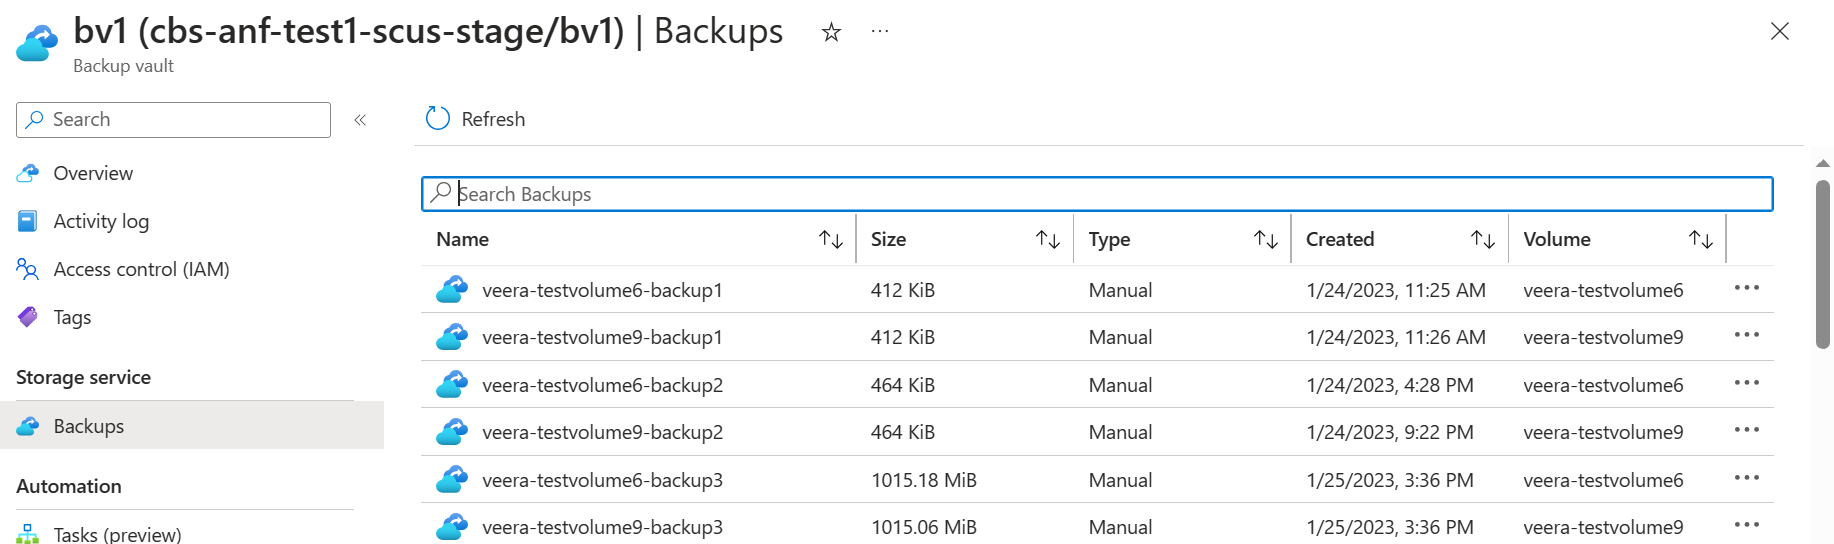 bv1 (cbs-anf-test1-scus-stage/bv1) | Backups
Backup vault
Search
Refresh
Overview
Activity log
Access control (IAM)
Tags
Storage service
Backups
Automation
Tasks (preview)
Search Backups
Name Size Type Created Volume
veera-testvolume6-backup1 412 KiB Manual 1/24/2023, 11:25 AM veera-testvolume6
veera-testvolume9-backup1 412 KiB Manual 1/24/2023, 11:26 AM veera-testvolume9
veera-testvolume6-backup2 464 KiB Manual 1/24/2023, 4:28 PM veera-testvolume6
veera-testvolume9-backup2 464 KiB Manual 1/24/2023, 9:22 PM veera-testvolume9
veera-testvolume6-backup3 1015.18 MiB Manual 1/25/2023, 3:36 PM veera-testvolume6
veera-testvolume9-backup3 1015.06 MiB Manual 1/25/2023, 3:36 PM veera-testvolume9